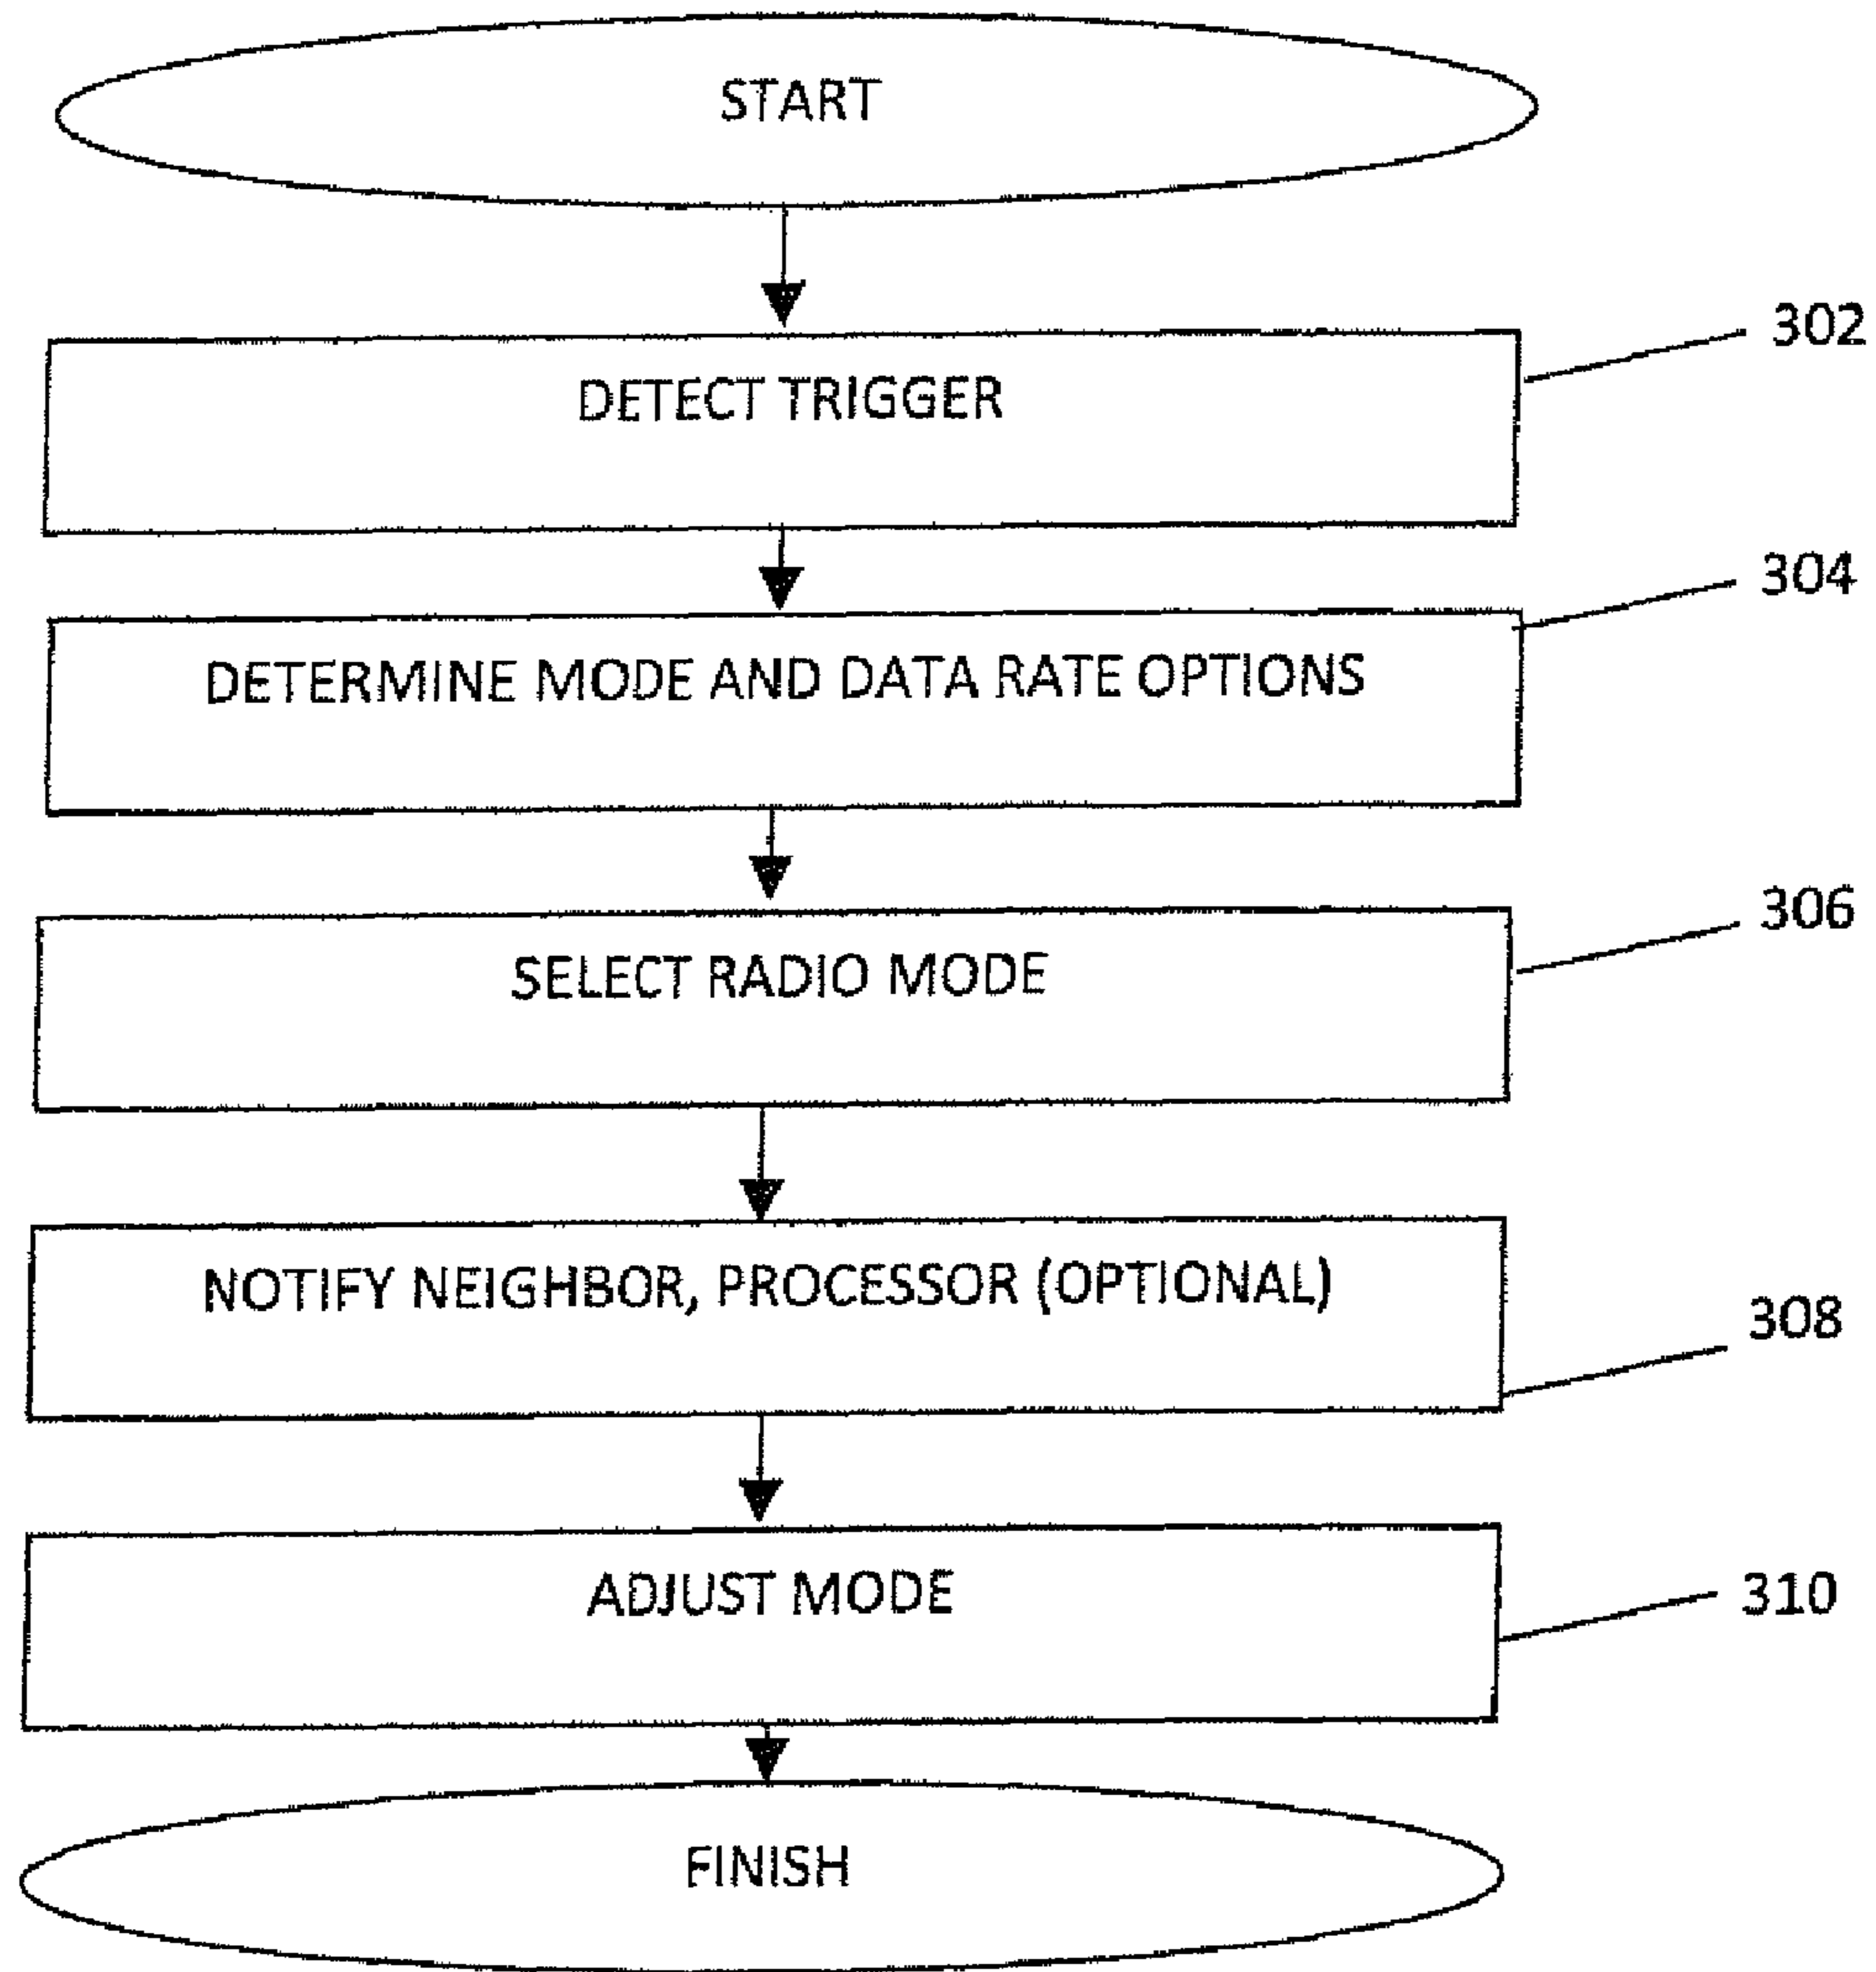 START
302
DETECT TRIGGER
304
DETERMINE MODE AND DATA RATE OPTIONS
306
SELECT RADIO MODE
NOTIFY NEIGHBOR, PROCESSOR (OPTIONAL)
308
ADJUST MODE
310
FINISH